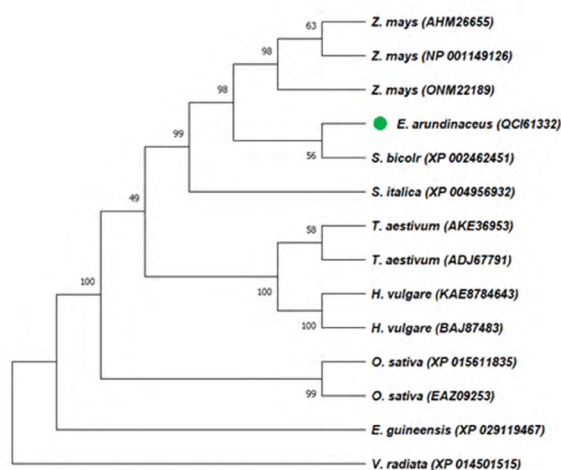 63
Z. mays (AHM26655)
98
Z. mays (NP 001149126)
98
Z. mays (ONM22189)
99
E. arundinaceus (QCI61332)
56
S. bicolr (XP 002462451)
49
S. italica (XP 004956932)
58
T. aestivum (AKE36953)
T. aestivum (ADJ67791)
100
100
H. vulgare (KAE8784643)
100
H. vulgare (BAJ87483)
O. sativa (XP 015611835)
99
O. sativa (EAZ09253)
E. guineensis (XP 029119467)
V. radiata (XP 014501515)